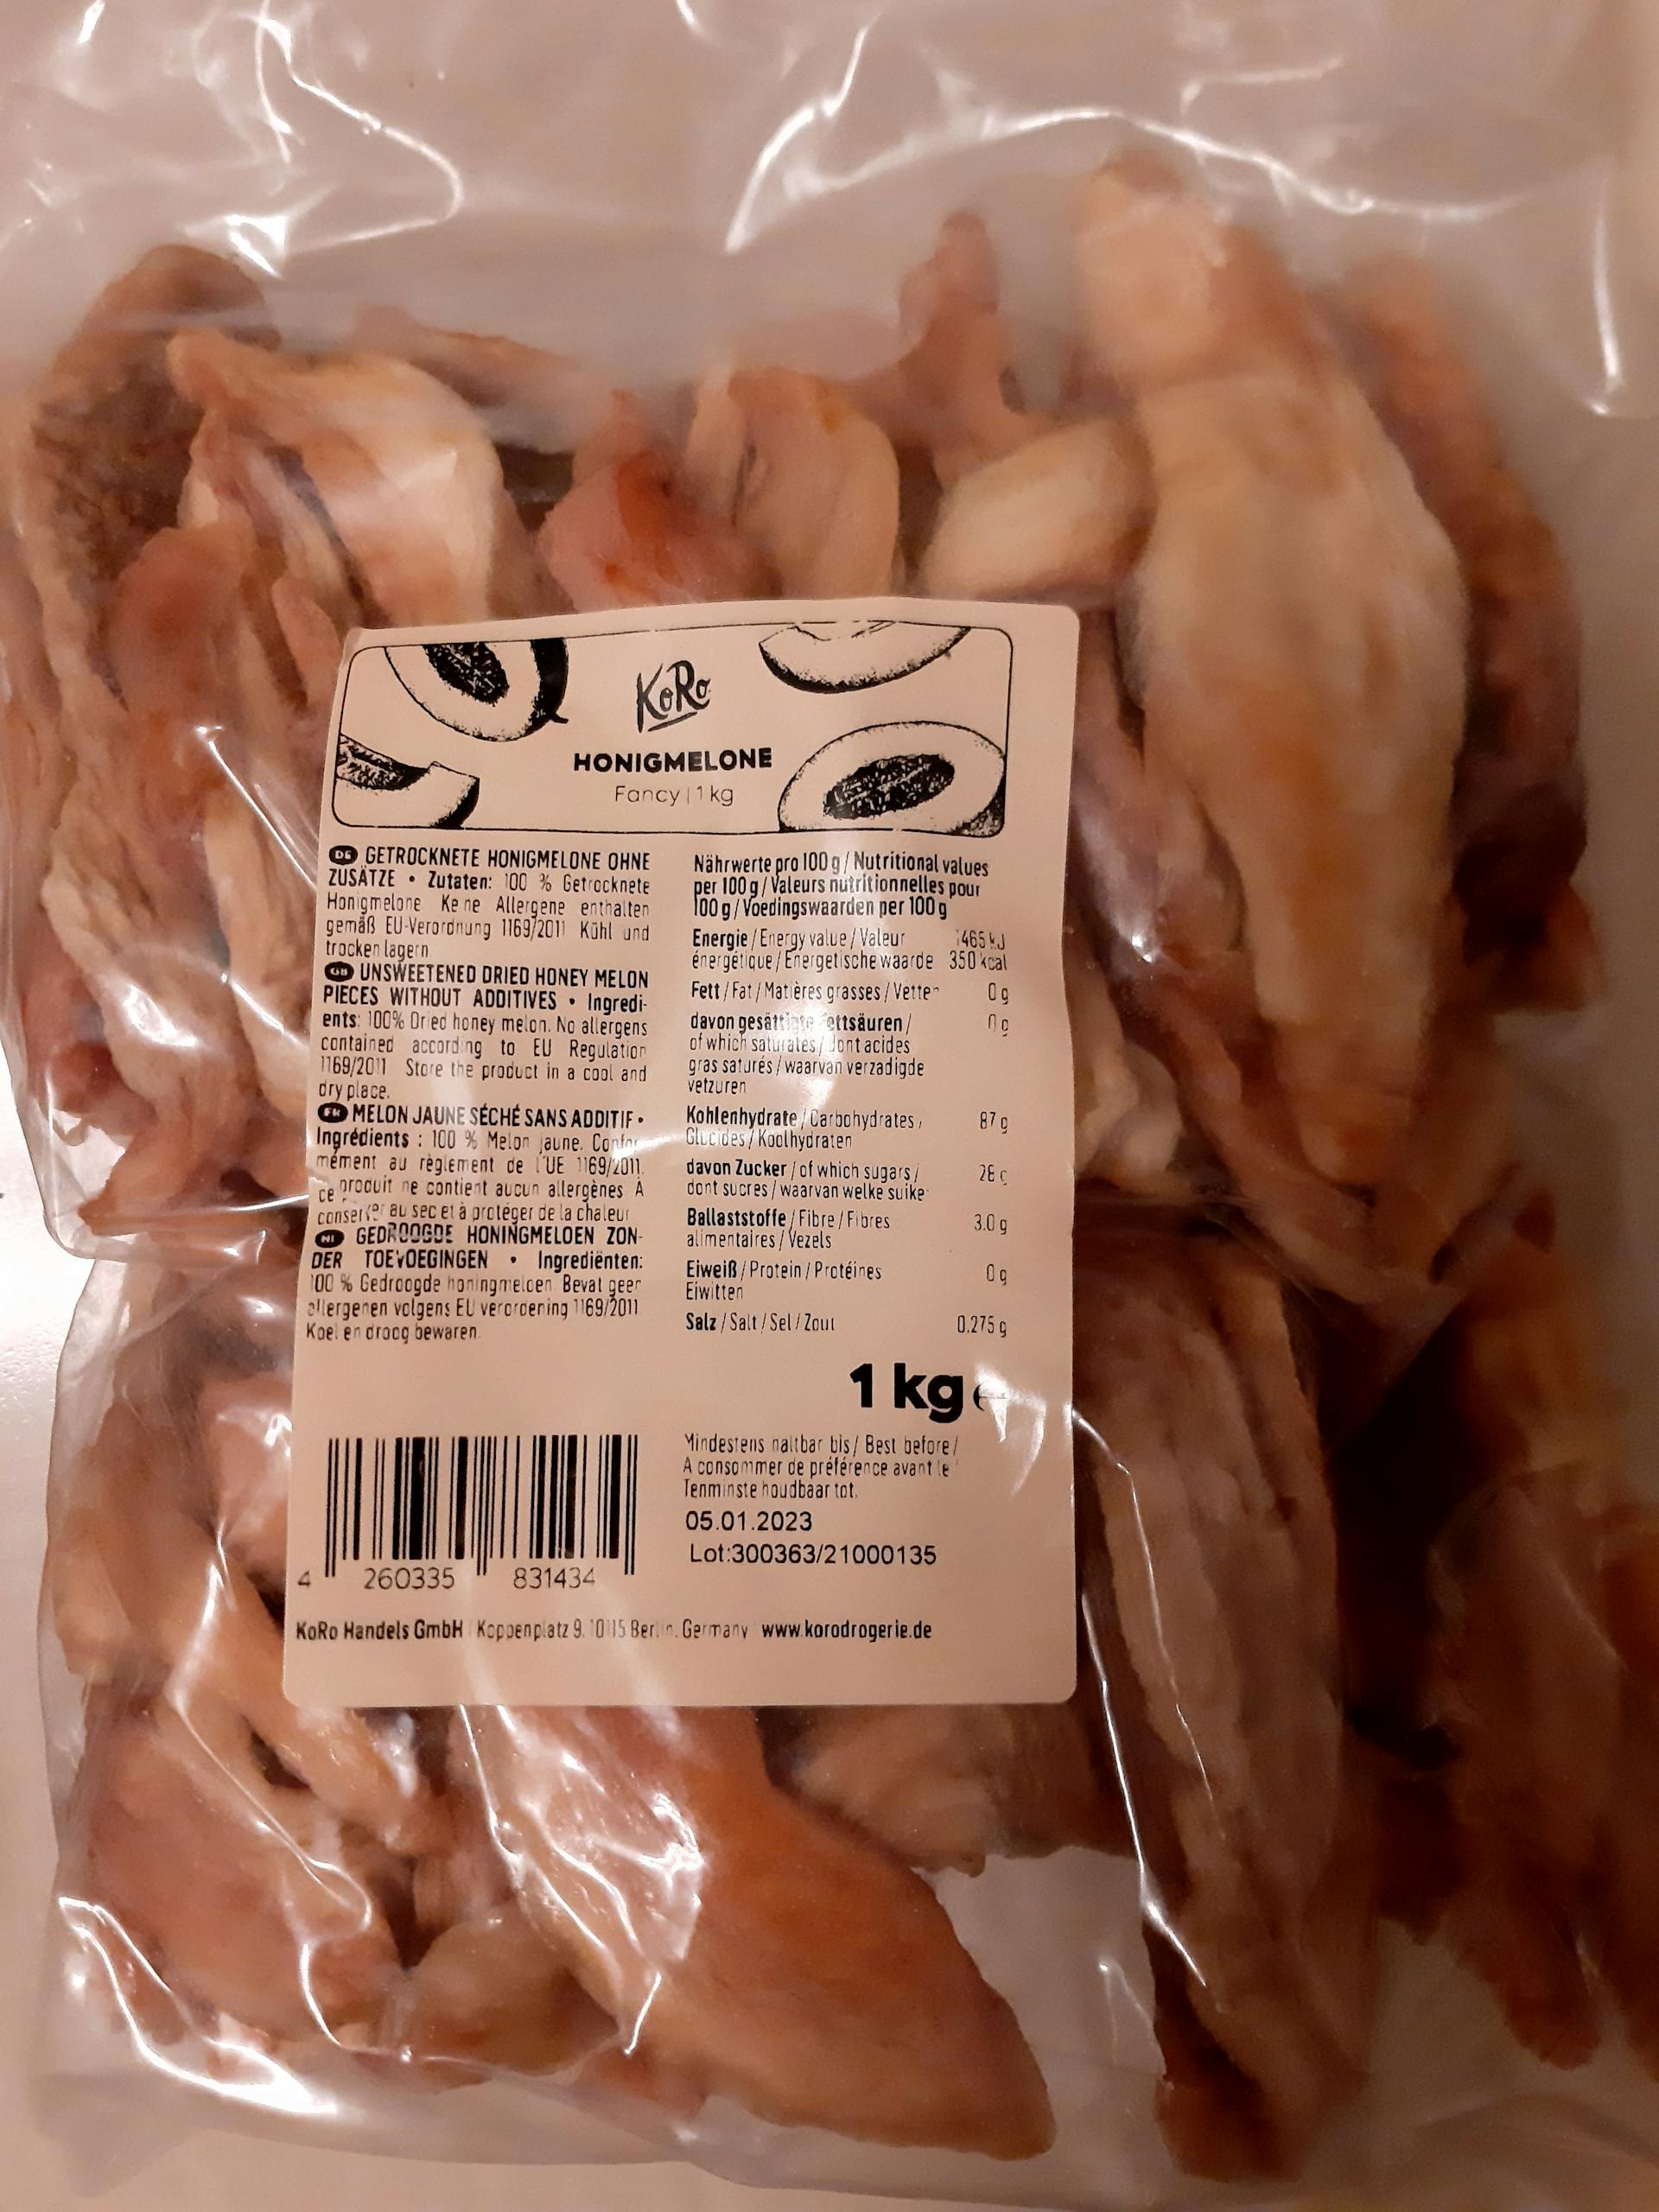 KoRo
HONIGMELONE
Fancy | 1 kg
DE GETROCKNETE HONIGMELONE OHNE
ZUSÄTZE • Zutaten: 100 % Getrocknete
Honigmelone Keine Allergene enthalten
gemäß EU-Verordnung 1169/2011 Kühl und
trocken lagern
GB UNSWEETENED DRIED HONEY MELON
PIECES WITHOUT ADDITIVES • Ingredi-
ents: 100% Dried honey melon. No allergens
contained according to EU Regulation
1169/2011 Store the product in a cool and
dry place.
FR MELON JAUNE SÉCHÉ SANS ADDITIF •
Ingrédients : 100 % Melon jaune. Confor
mément au règlement de l'UE 1169/2011,
ce produit ne contient aucun allergènes À
conserver au sec et à protéger de la chaleur
Nl GEDROOGDE HONINGMELOEN ZON-
DER TOEVOEGINGEN • Ingrediënten:
100 % Gedroogde honingmeloen Bevat geen
allergenen volgens EU verordening 1169/2011.
Koel en droog bewaren.
Nährwerte pro 100 g / Nutritional values
per 100 g / Valeurs nutritionnelles pour
100 g / Voedingswaarden per 100 g
Energie / Energy value / Valeur 1465 kJ
énergétique / Energetische waarde 350 kcal
Fett / Fat / Matières grasses / Vetten 0 g
davon gesättigte Fettsäuren / 0 g
of which saturates / dont acides
gras saturés / waarvan verzadigde
vetzuren
Kohlenhydrate / Carbohydrates / 87 g
Glucides / Koolhydraten
davon Zucker / of which sugars / 28 g
dont sucres / waarvan welke suiker
Ballaststoffe / Fibre / Fibres 3.0 g
alimentaires / Vezels
Eiweiß / Protein / Protéines 0 g
Eiwitten
Salz / Salt / Sel / Zout 0.275 g
1 kg e
Mindestens haltbar bis / Best before /
A consommer de préférence avant le
Tenminste houdbaar tot.
05.01.2023
Lot:300363/21000135
4 260335 831434
KoRo Handels GmbH Koppenplatz 9, 10115 Berlin, Germany www.korodrogerie.de